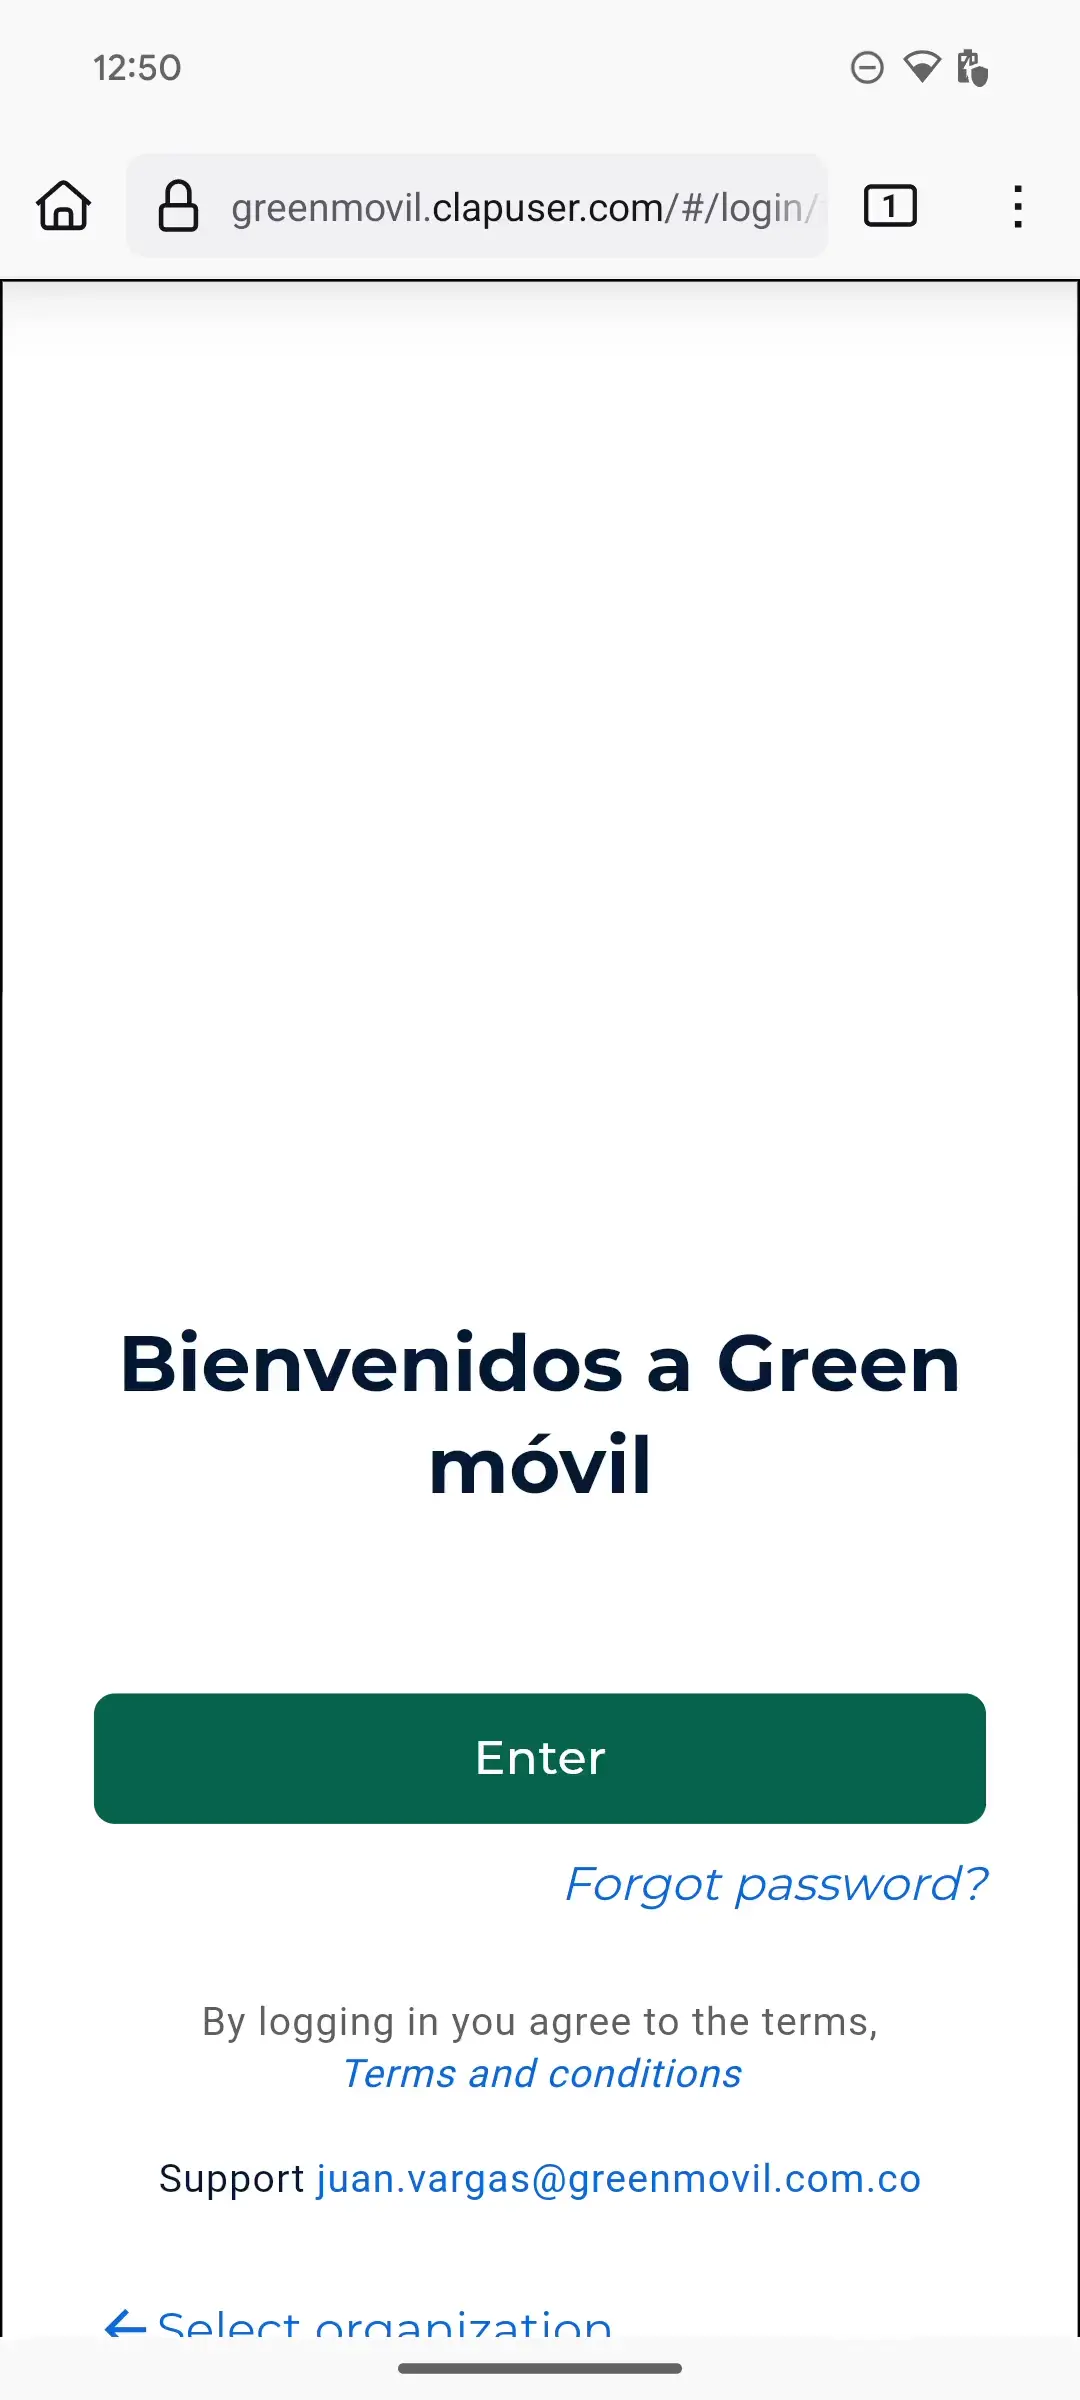 12:50
greenmovil.clapuser.com/#/login/
1
Bienvenidos a Green
móvil
Enter
Forgot password?
By logging in you agree to the terms,
Terms and conditions
Support juan.vargas@greenmovil.com.co
Select organization